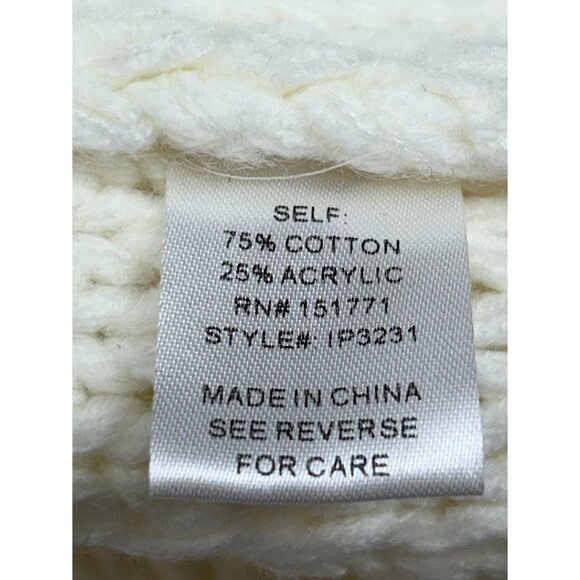 SELF:
75% COTTON
25% ACRYLIC
RN# 151771
STYLE#: IP3231
MADE IN CHINA
SEE REVERSE
FOR CARE